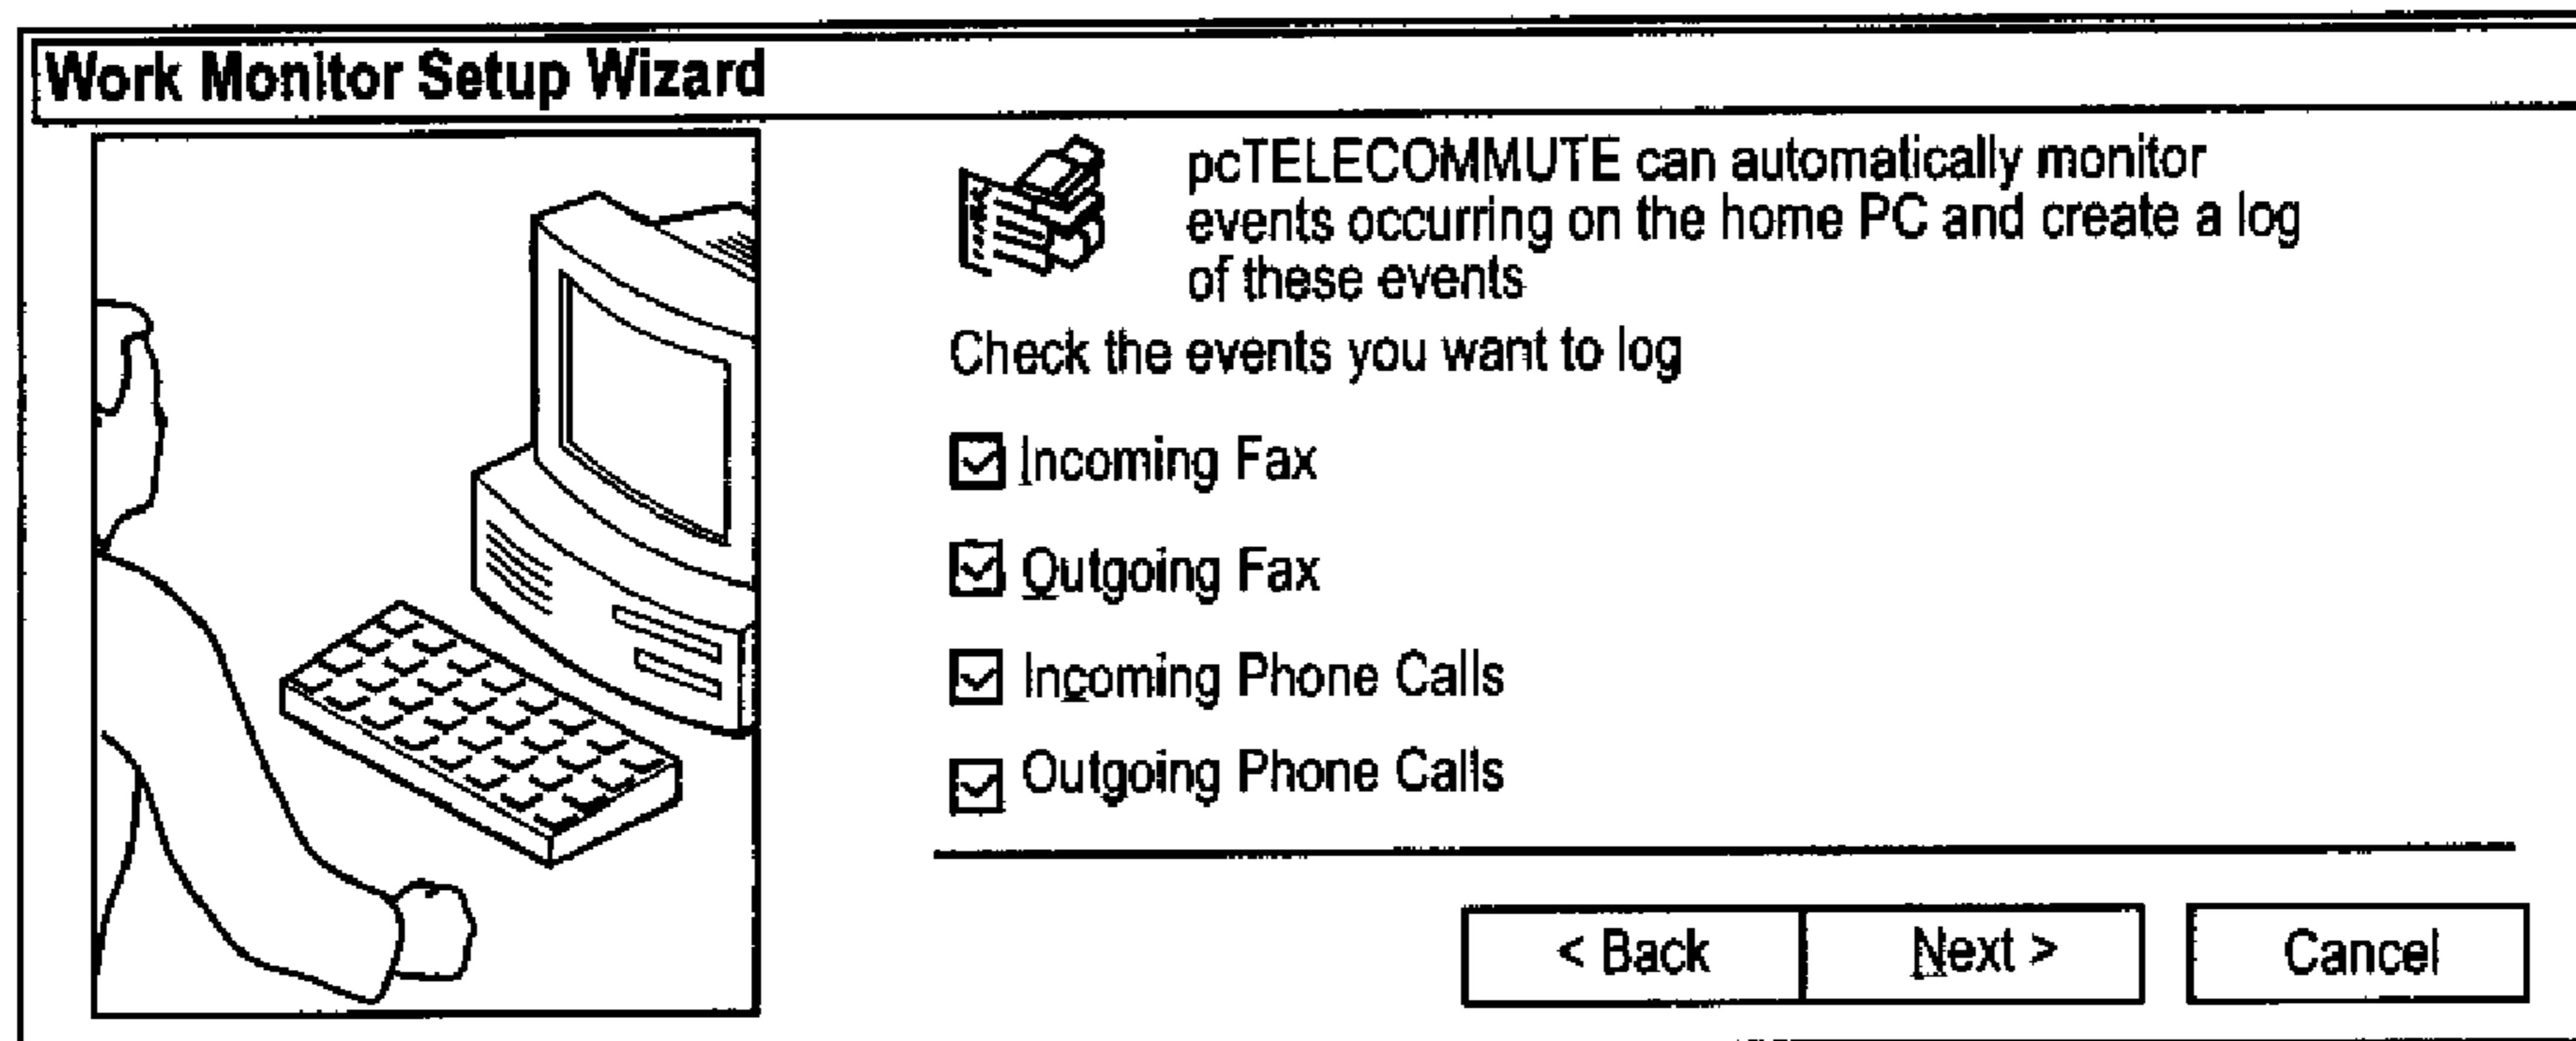 Work Monitor Setup Wizard
pcTELECOMMUTE can automatically monitor
events occurring on the home PC and create a log
of these events
Check the events you want to log
Incoming Fax
Outgoing Fax
Incoming Phone Calls
Outgoing Phone Calls
< Back Next > Cancel